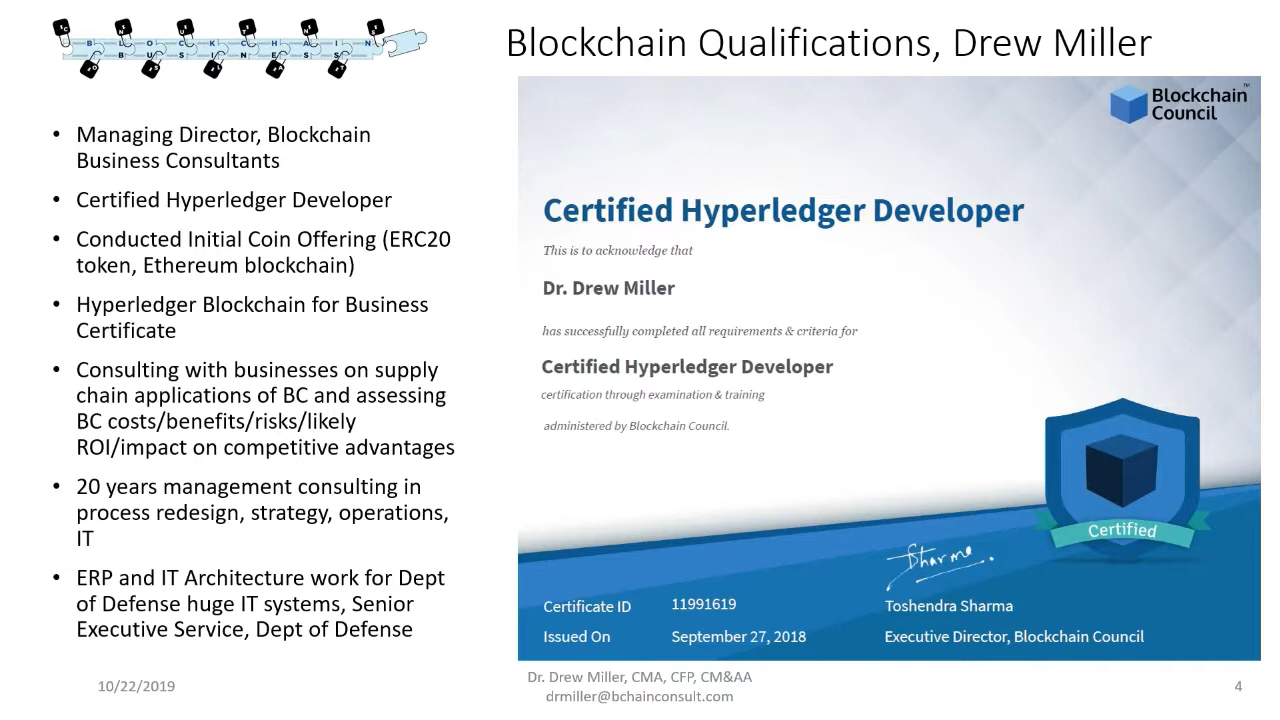 B L O C K C H A I N
B U S I N E S S
Blockchain Qualifications, Drew Miller
• Managing Director, Blockchain
Business Consultants
• Certified Hyperledger Developer
• Conducted Initial Coin Offering (ERC20
token, Ethereum blockchain)
• Hyperledger Blockchain for Business
Certificate
• Consulting with businesses on supply
chain applications of BC and assessing
BC costs/benefits/risks/likely
ROI/impact on competitive advantages
• 20 years management consulting in
process redesign, strategy, operations,
IT
• ERP and IT Architecture work for Dept
of Defense huge IT systems, Senior
Executive Service, Dept of Defense
Blockchain™
Council
Certified Hyperledger Developer
This is to acknowledge that
Dr. Drew Miller
has successfully completed all requirements & criteria for
Certified Hyperledger Developer
certification through examination & training
administered by Blockchain Council.
Certified
Sharma
Certificate ID 11991619 Toshendra Sharma
Issued On September 27, 2018 Executive Director, Blockchain Council
10/22/2019
Dr. Drew Miller, CMA, CFP, CM&AA
drmiller@bchainconsult.com
4